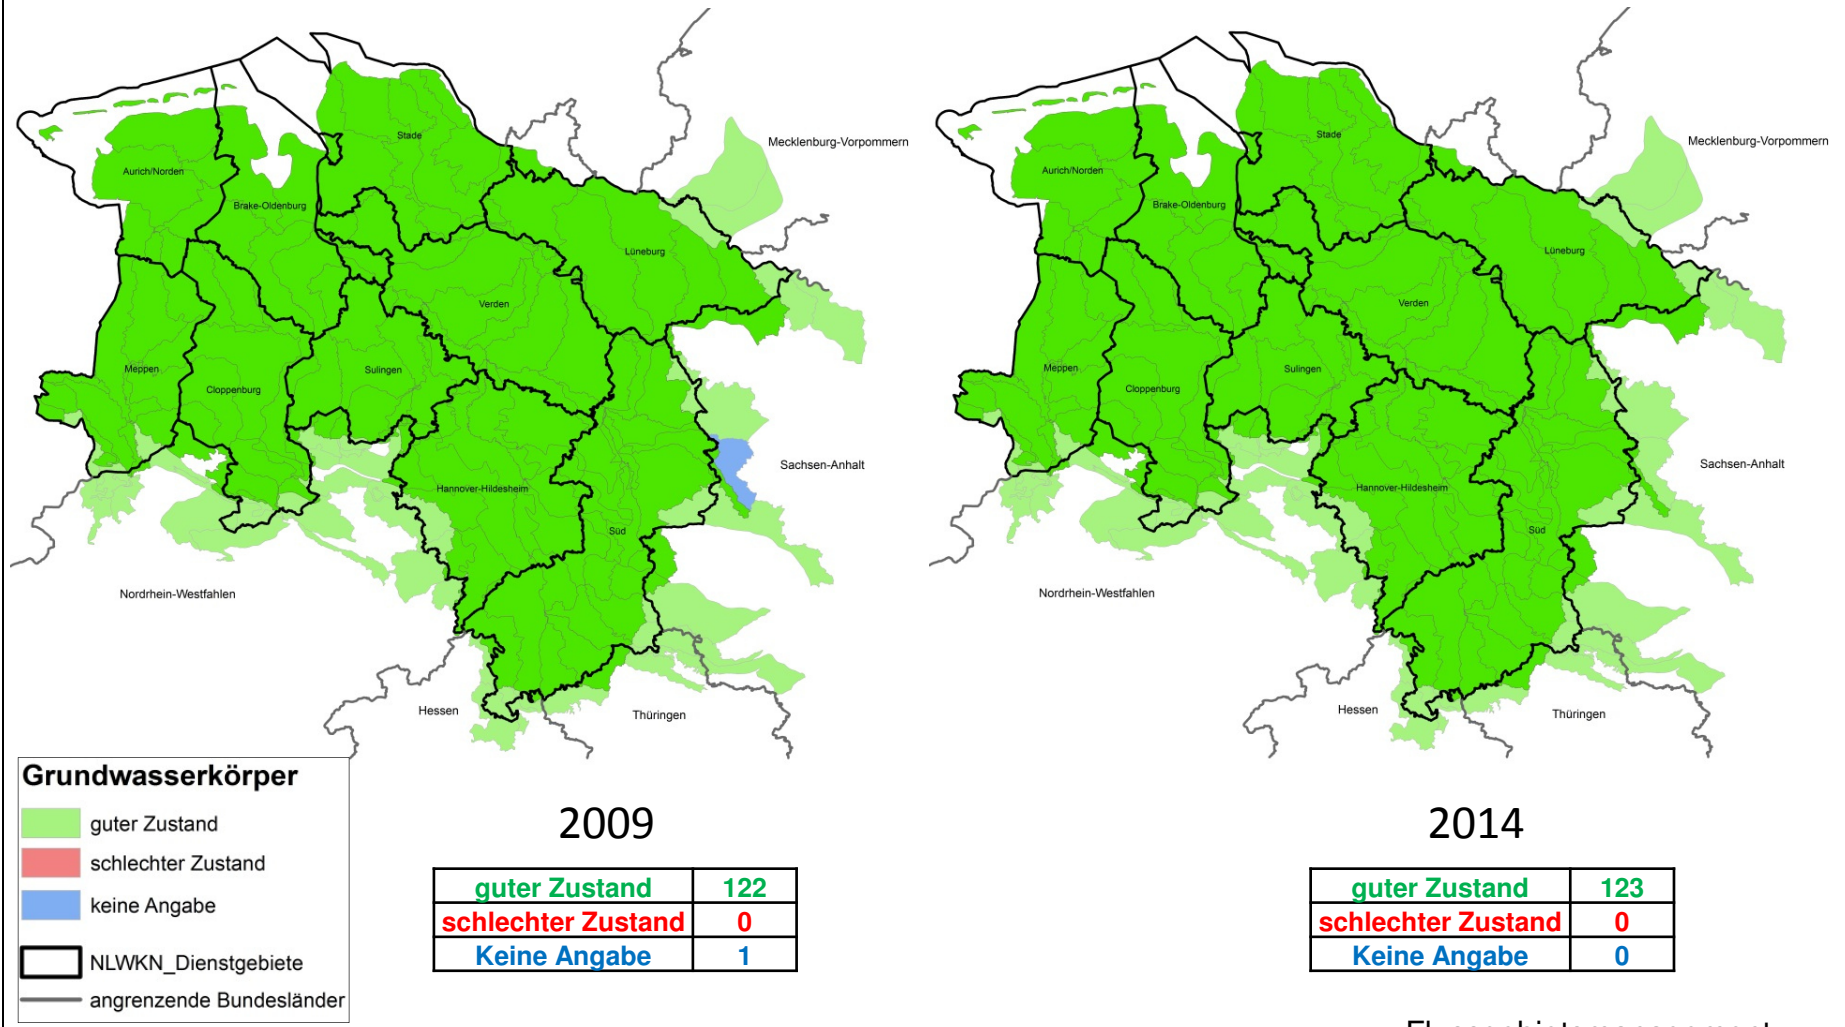 Mecklenburg-Vorpommern
Stade
Aurich/Norden
Brake-Oldenburg
Lüneburg
Verden
Meppen
Cloppenburg
Sulingen
Sachsen-Anhalt
Hannover-Hildesheim
Süd
Nordrhein-Westfahlen
Hessen
Thüringen
Mecklenburg-Vorpommern
Stade
Aurich/Norden
Brake-Oldenburg
Lüneburg
Verden
Meppen
Cloppenburg
Sulingen
Sachsen-Anhalt
Hannover-Hildesheim
Süd
Nordrhein-Westfahlen
Hessen
Thüringen
Grundwasserkörper
guter Zustand
schlechter Zustand
keine Angabe
NLWKN_Dienstgebiete
angrenzende Bundesländer
2009
guter Zustand 122
schlechter Zustand 0
Keine Angabe 1
2014
guter Zustand 123
schlechter Zustand 0
Keine Angabe 0